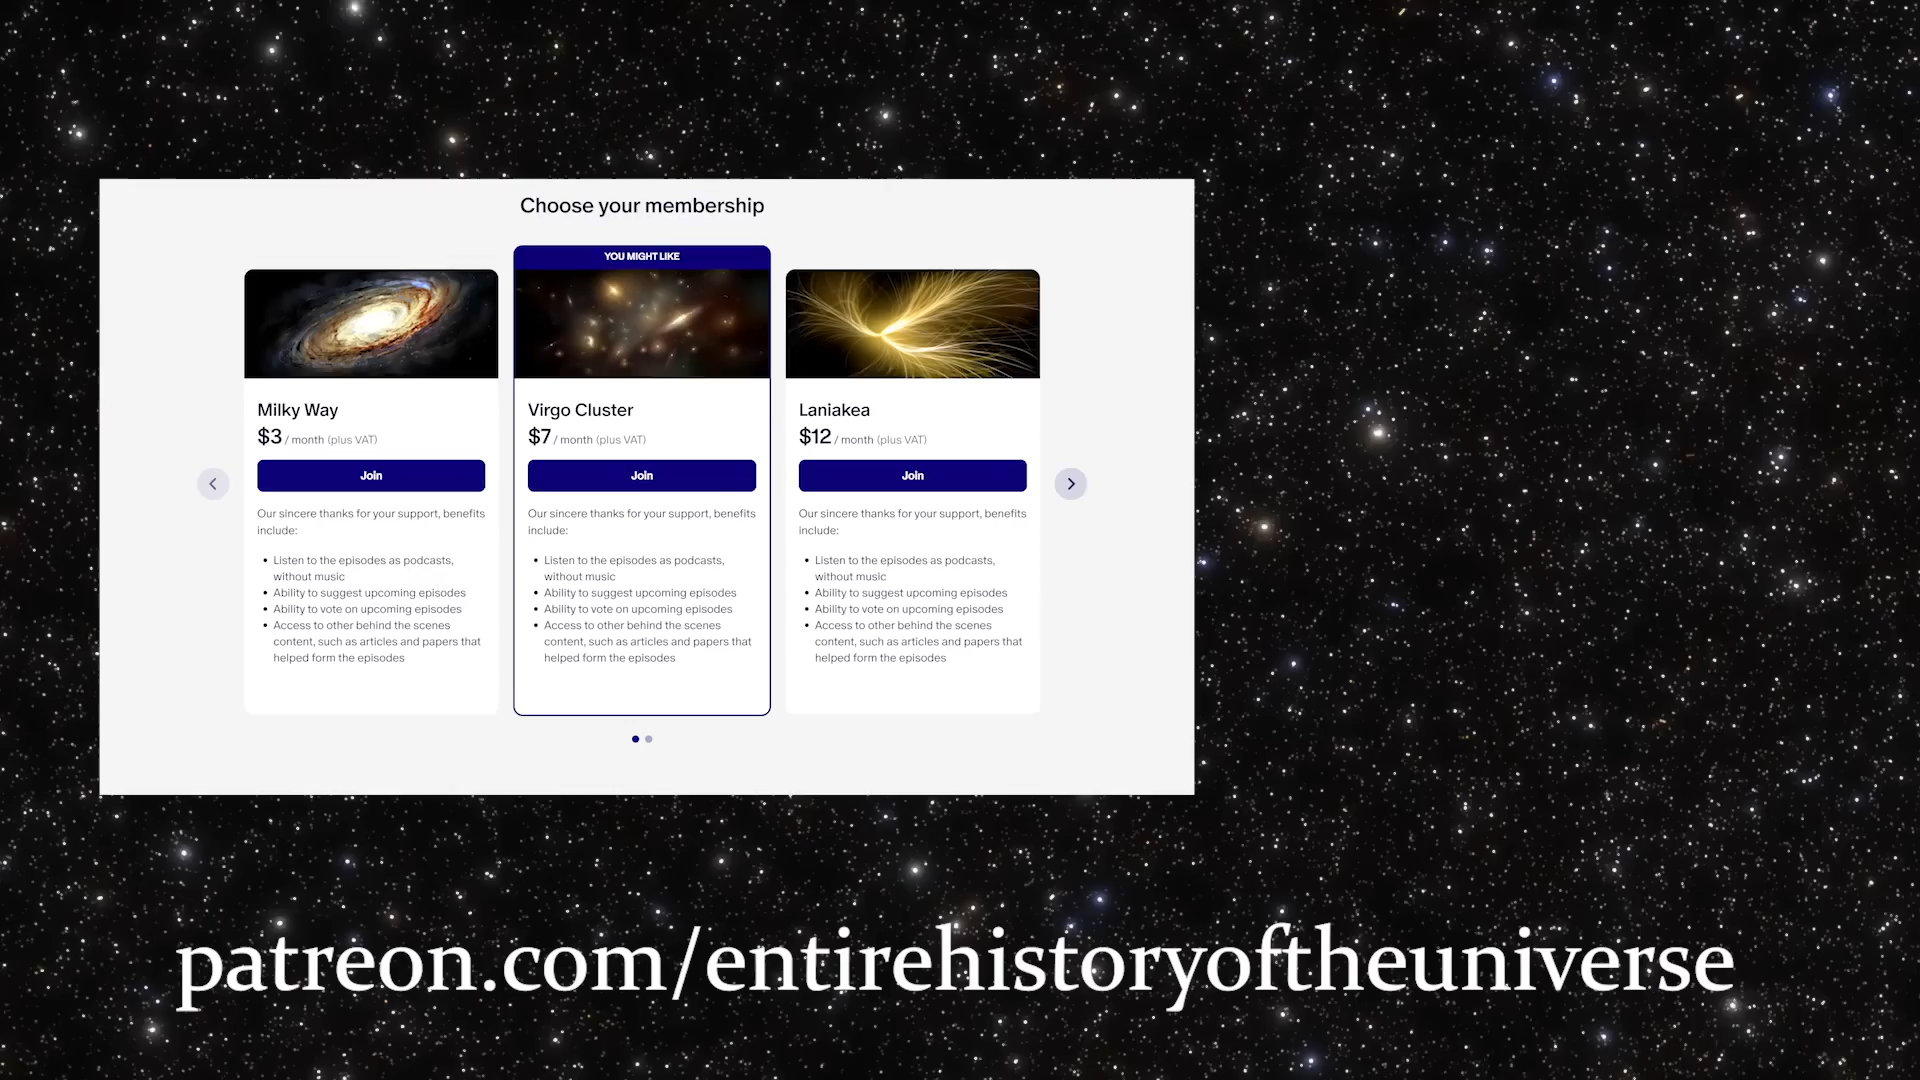 Choose your membership
YOU MIGHT LIKE
Milky Way
$3 / month (plus VAT)
Join
Our sincere thanks for your support, benefits
include:
• Listen to the episodes as podcasts,
without music
• Ability to suggest upcoming episodes
• Ability to vote on upcoming episodes
• Access to other behind the scenes
content, such as articles and papers that
helped form the episodes
Virgo Cluster
$7 / month (plus VAT)
Join
Our sincere thanks for your support, benefits
include:
• Listen to the episodes as podcasts,
without music
• Ability to suggest upcoming episodes
• Ability to vote on upcoming episodes
• Access to other behind the scenes
content, such as articles and papers that
helped form the episodes
Laniakea
$12 / month (plus VAT)
Join
Our sincere thanks for your support, benefits
include:
• Listen to the episodes as podcasts,
without music
• Ability to suggest upcoming episodes
• Ability to vote on upcoming episodes
• Access to other behind the scenes
content, such as articles and papers that
helped form the episodes
patreon.com/entirehistoryoftheuniverse